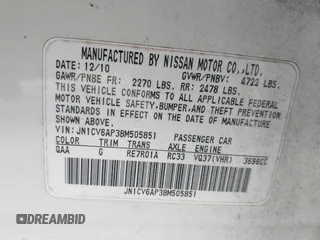 MANUFACTURED BY NISSAN MOTOR CO., LTD.
DATE: 12/10 GVWR/PNBV: 4722 LBS.
GAWR/PNBE FR: 2270 LBS. RR: 2478 LBS.
THIS VEHICLE CONFORMS TO ALL APPLICABLE FEDERAL
MOTOR VEHICLE SAFETY, BUMPER, AND THEFT PREVENTION
STANDARDS IN EFFECT ON THE DATE OF MANUFACTURE
SHOWN ABOVE.
VIN: JN1CV6AP3BM505851 PASSENGER CAR
COLOR TRIM TRANS AXLE ENGINE
QAA G RE7R01A RC33 VQ37(VHR) 3696CC
JN1CV6AP3BM505851
DREAMBID
dreambid.com